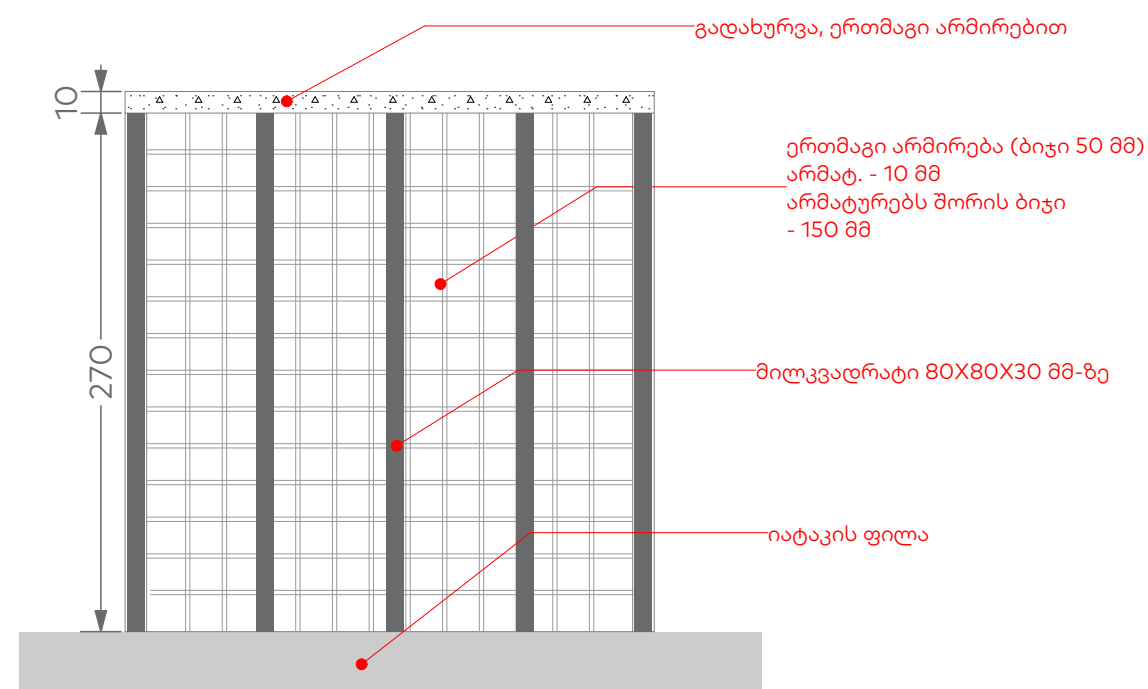 გადახურვა, ერთმაგი არმირებით
10
ერთმაგი არმირება (ბიჯი 50 მმ)
არმატ. - 10 მმ
არმატურებს შორის ბიჯი
- 150 მმ
270
მილკვადრატი 80X80X30 მმ-ზე
იატაკის ფილა